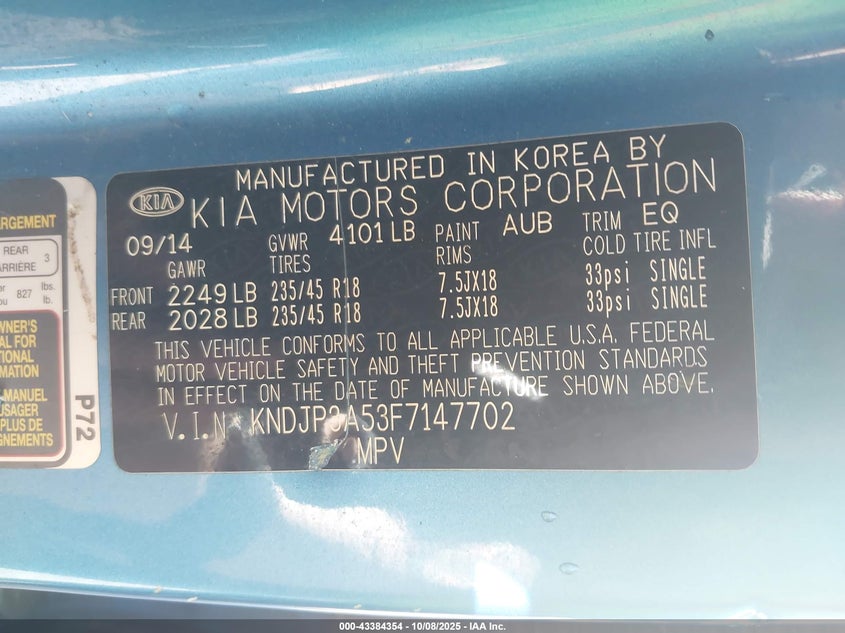 MANUFACTURED IN KOREA BY
KIA KIA MOTORS CORPORATION
09/14 GVWR 4101 LB PAINT AUB TRIM EQ
GAWR TIRES RIMS COLD TIRE INFL
FRONT 2249 LB 235/45 R18 7.5JX18 33psi SINGLE
REAR 2028 LB 235/45 R18 7.5JX18 33psi SINGLE
THIS VEHICLE CONFORMS TO ALL APPLICABLE U.S.A. FEDERAL
MOTOR VEHICLE SAFETY AND THEFT PREVENTION STANDARDS
IN EFFECT ON THE DATE OF MANUFACTURE SHOWN ABOVE.
V.I.N KNDJP3A53F7147702
MPV
REAR 3
827 lbs.
lb.
P72
000-43384354 - 10/08/2025 - IAA Inc.